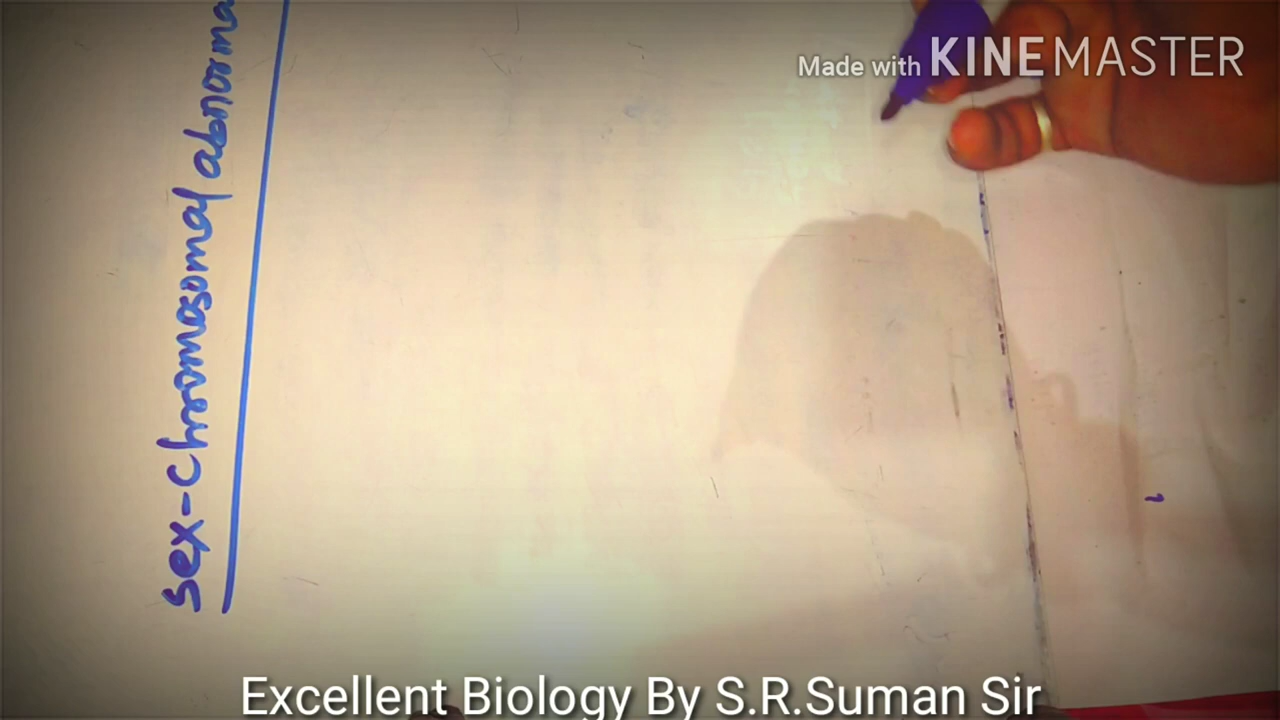 Made with KINEMASTER
sex-chromosomal abnorma
Excellent Biology By S.R.Suman Sir